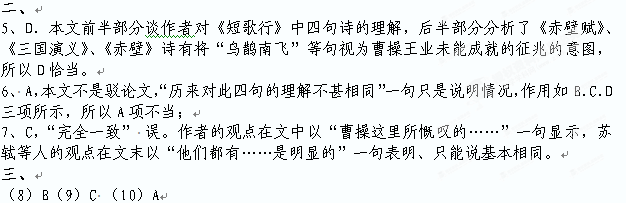 二、
5、D．本文前半部分谈作者对《短歌行》中四句诗的理解，后半部分分析了《赤壁赋》、
《三国演义》、《赤壁》诗有将“乌鹊南飞”等句视为曹操王业未能成就的征兆的意图，
所以D恰当。
6、A,本文不是驳论文,“历来对此四句的理解不甚相同”一句只是说明情况,作用如B.C.D
三项所示，所以A项不当；
7、C，“完全一致”误。作者的观点在文中以“曹操这里所慨叹的……”一句显示，苏
轼等人的观点在文末以“他们都有……是明显的”一句表明、只能说基本相同。
三、
（8）B（9）C （10）A